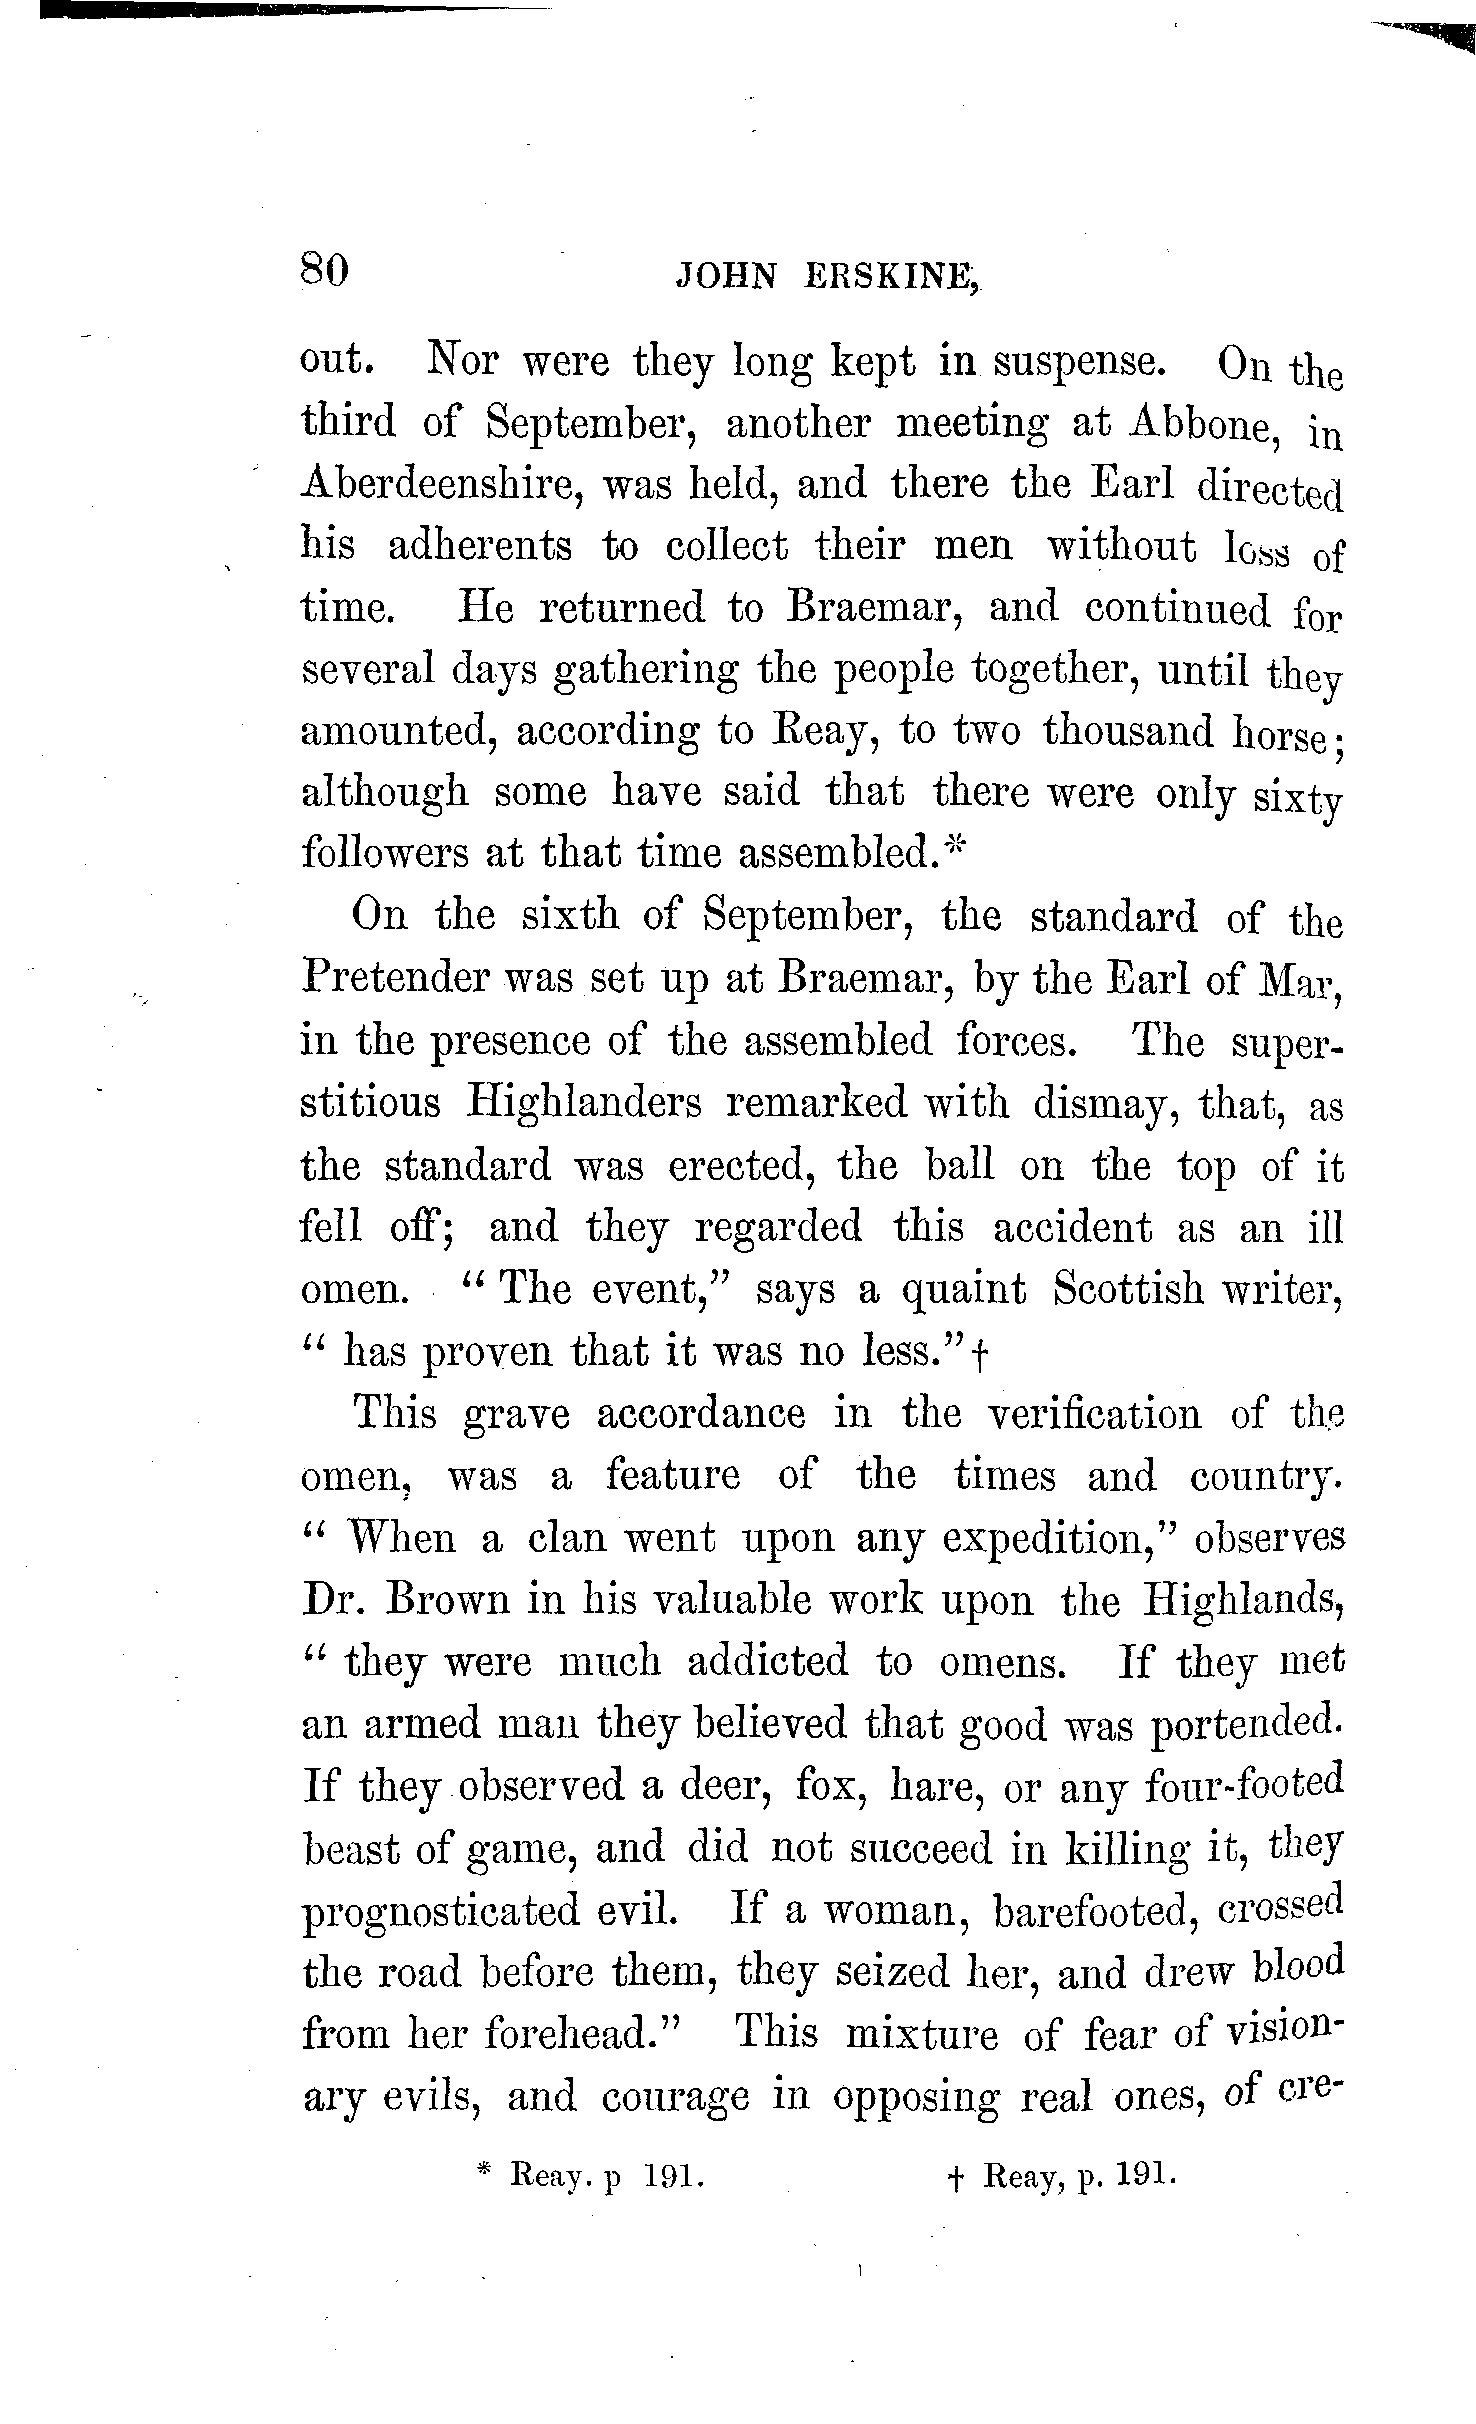 80 JOHN ERSKINE,
out. Nor were they long kept in suspense. On the
third of September, another meeting at Abbone, in
Aberdeenshire, was held, and there the Earl directed
his adherents to collect their men without loss of
time. He returned to Braemar, and continued for
several days gathering the people together, until they
amounted, according to Reay, to two thousand horse;
although some have said that there were only sixty
followers at that time assembled.*
On the sixth of September, the standard of the
Pretender was set up at Braemar, by the Earl of Mar,
in the presence of the assembled forces. The super-
stitious Highlanders remarked with dismay, that, as
the standard was erected, the ball on the top of it
fell off; and they regarded this accident as an ill
omen. "The event," says a quaint Scottish writer,
"has proven that it was no less."†
This grave accordance in the verification of the
omen, was a feature of the times and country.
"When a clan went upon any expedition," observes
Dr. Brown in his valuable work upon the Highlands,
"they were much addicted to omens. If they met
an armed man they believed that good was portended.
If they observed a deer, fox, hare, or any four-footed
beast of game, and did not succeed in killing it, they
prognosticated evil. If a woman, barefooted, crossed
the road before them, they seized her, and drew blood
from her forehead." This mixture of fear of vision-
ary evils, and courage in opposing real ones, of cre-
* Reay. p 191. † Reay, p. 191.